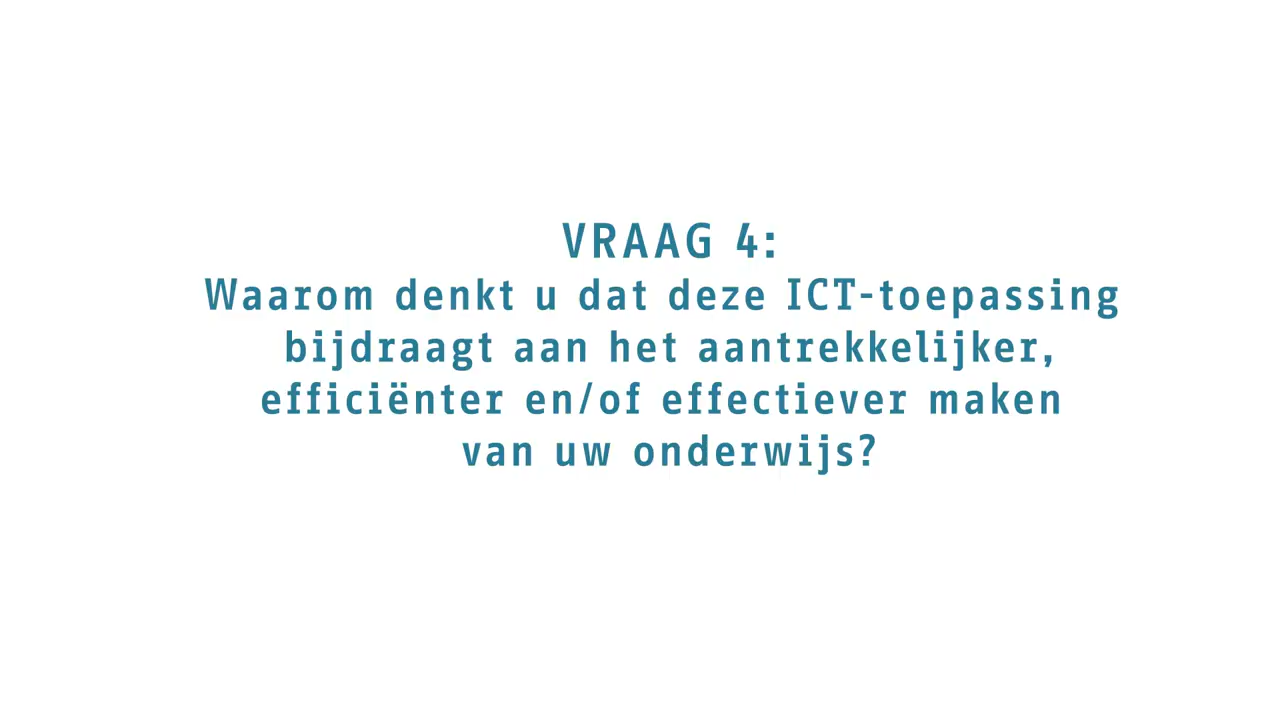 VRAAG 4:
Waarom denkt u dat deze ICT-toepassing
bijdraagt aan het aantrekkelijker,
efficiënter en/of effectiever maken
van uw onderwijs?